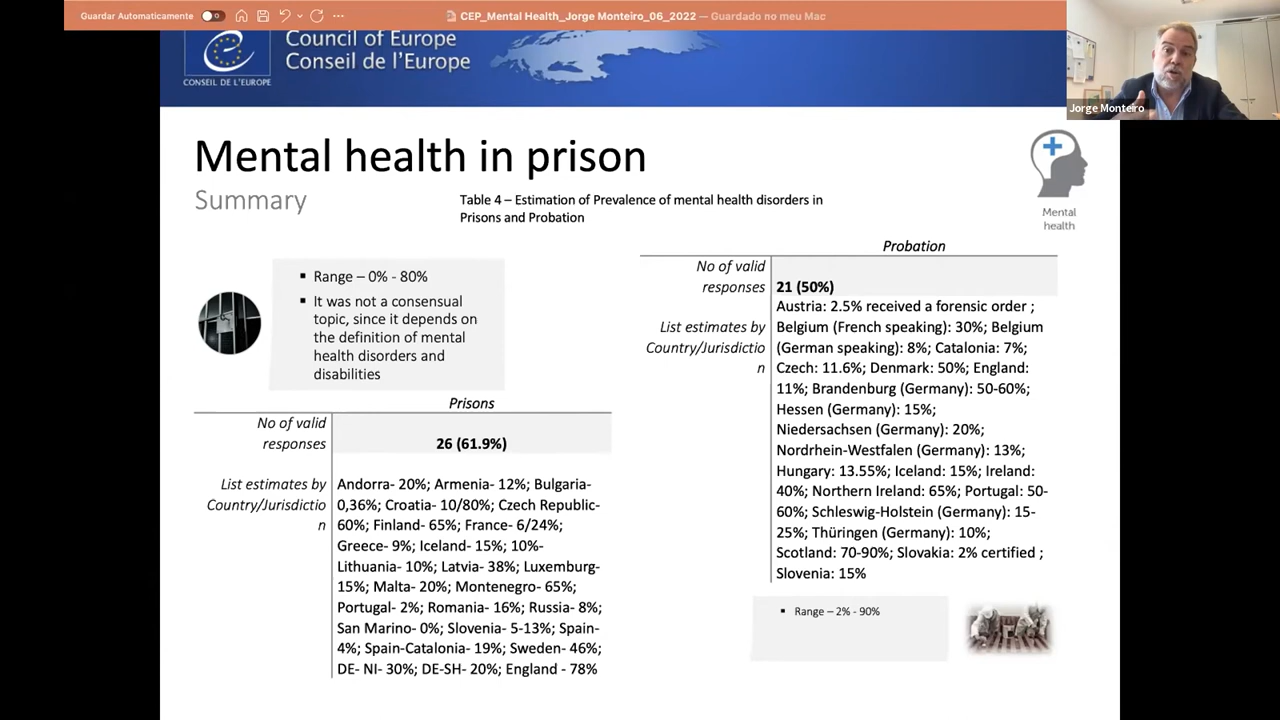 Guardar Automaticamente
CEP_Mental Health_Jorge Monteiro_06_2022 — Guardado no meu Mac
Jorge Monteiro
CONSEIL DE L'EUROPE
Council of Europe
Conseil de l'Europe
Mental health in prison
Summary
Table 4 – Estimation of Prevalence of mental health disorders in
Prisons and Probation
Mental
health
▪ Range – 0% - 80%
▪ It was not a consensual
topic, since it depends on
the definition of mental
health disorders and
disabilities
Prisons
No of valid
responses
26 (61.9%)
List estimates by
Country/Jurisdictio
n
Andorra- 20%; Armenia- 12%; Bulgaria-
0,36%; Croatia- 10/80%; Czech Republic-
60%; Finland- 65%; France- 6/24%;
Greece- 9%; Iceland- 15%; 10%-
Lithuania- 10%; Latvia- 38%; Luxemburg-
15%; Malta- 20%; Montenegro- 65%;
Portugal- 2%; Romania- 16%; Russia- 8%;
San Marino- 0%; Slovenia- 5-13%; Spain-
4%; Spain-Catalonia- 19%; Sweden- 46%;
DE- NI- 30%; DE-SH- 20%; England - 78%
Probation
No of valid
responses
21 (50%)
List estimates by
Country/Jurisdictio
n
Austria: 2.5% received a forensic order ;
Belgium (French speaking): 30%; Belgium
(German speaking): 8%; Catalonia: 7%;
Czech: 11.6%; Denmark: 50%; England:
11%; Brandenburg (Germany): 50-60%;
Hessen (Germany): 15%;
Niedersachsen (Germany): 20%;
Nordrhein-Westfalen (Germany): 13%;
Hungary: 13.55%; Iceland: 15%; Ireland:
40%; Northern Ireland: 65%; Portugal: 50-
60%; Schleswig-Holstein (Germany): 15-
25%; Thüringen (Germany): 10%;
Scotland: 70-90%; Slovakia: 2% certified ;
Slovenia: 15%
▪ Range – 2% - 90%